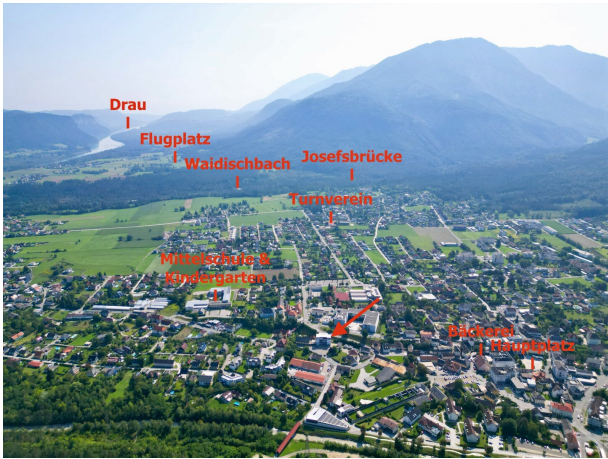 Drau
Flugplatz
Waidischbach
Josefsbrücke
Turnverein
Mittelschule &
Kindergarten
Bäckerei
Hauptplatz